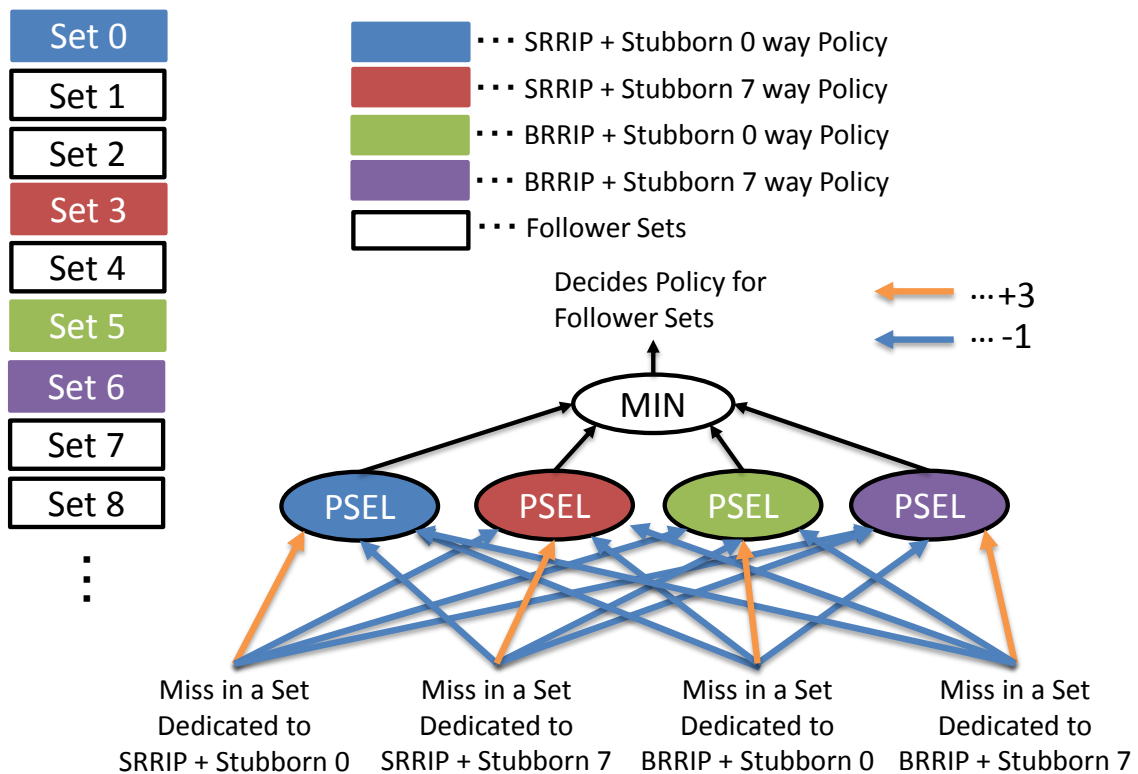 Set 0
Set 1
Set 2
Set 3
Set 4
Set 5
Set 6
Set 7
Set 8
⋮
··· SRRIP + Stubborn 0 way Policy
··· SRRIP + Stubborn 7 way Policy
··· BRRIP + Stubborn 0 way Policy
··· BRRIP + Stubborn 7 way Policy
··· Follower Sets
Decides Policy for
Follower Sets
...+3
... -1
MIN
PSEL
PSEL
PSEL
PSEL
Miss in a Set
Dedicated to
SRRIP + Stubborn 0
Miss in a Set
Dedicated to
SRRIP + Stubborn 7
Miss in a Set
Dedicated to
BRRIP + Stubborn 0
Miss in a Set
Dedicated to
BRRIP + Stubborn 7